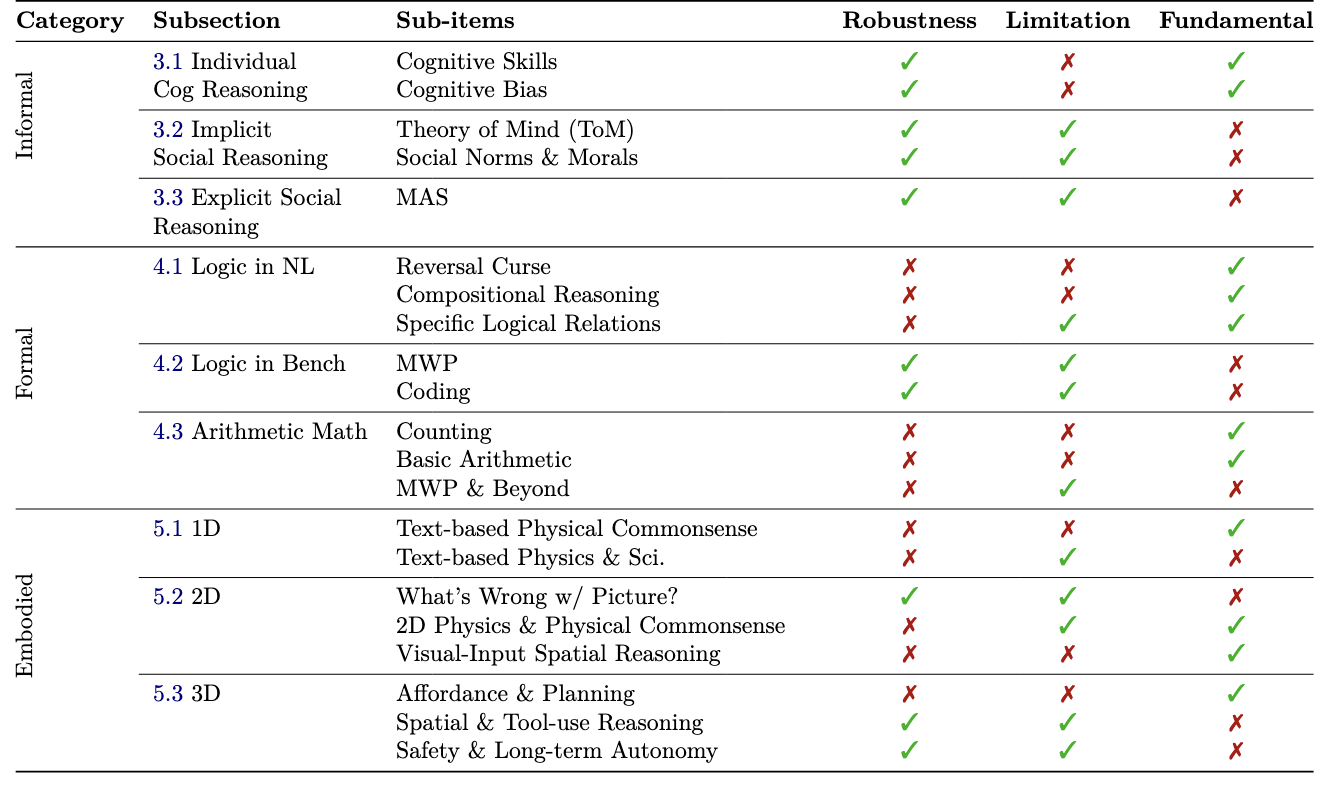 Category Subsection Sub-items Robustness Limitation Fundamental
Informal
3.1 Individual Cognitive Skills ✓ ✗ ✓
Cog Reasoning Cognitive Bias ✓ ✗ ✓
3.2 Implicit Theory of Mind (ToM) ✓ ✓ ✗
Social Reasoning Social Norms & Morals ✓ ✓ ✗
3.3 Explicit Social MAS ✓ ✓ ✗
Reasoning
Formal
4.1 Logic in NL Reversal Curse ✗ ✗ ✓
Compositional Reasoning ✗ ✗ ✓
Specific Logical Relations ✗ ✓ ✓
4.2 Logic in Bench MWP ✓ ✓ ✗
Coding ✓ ✓ ✗
4.3 Arithmetic Math Counting ✗ ✗ ✓
Basic Arithmetic ✗ ✗ ✓
MWP & Beyond ✗ ✓ ✗
Embodied
5.1 1D Text-based Physical Commonsense ✗ ✗ ✓
Text-based Physics & Sci. ✗ ✓ ✗
5.2 2D What's Wrong w/ Picture? ✓ ✓ ✗
2D Physics & Physical Commonsense ✗ ✓ ✓
Visual-Input Spatial Reasoning ✗ ✗ ✓
5.3 3D Affordance & Planning ✗ ✗ ✓
Spatial & Tool-use Reasoning ✓ ✓ ✗
Safety & Long-term Autonomy ✓ ✓ ✗